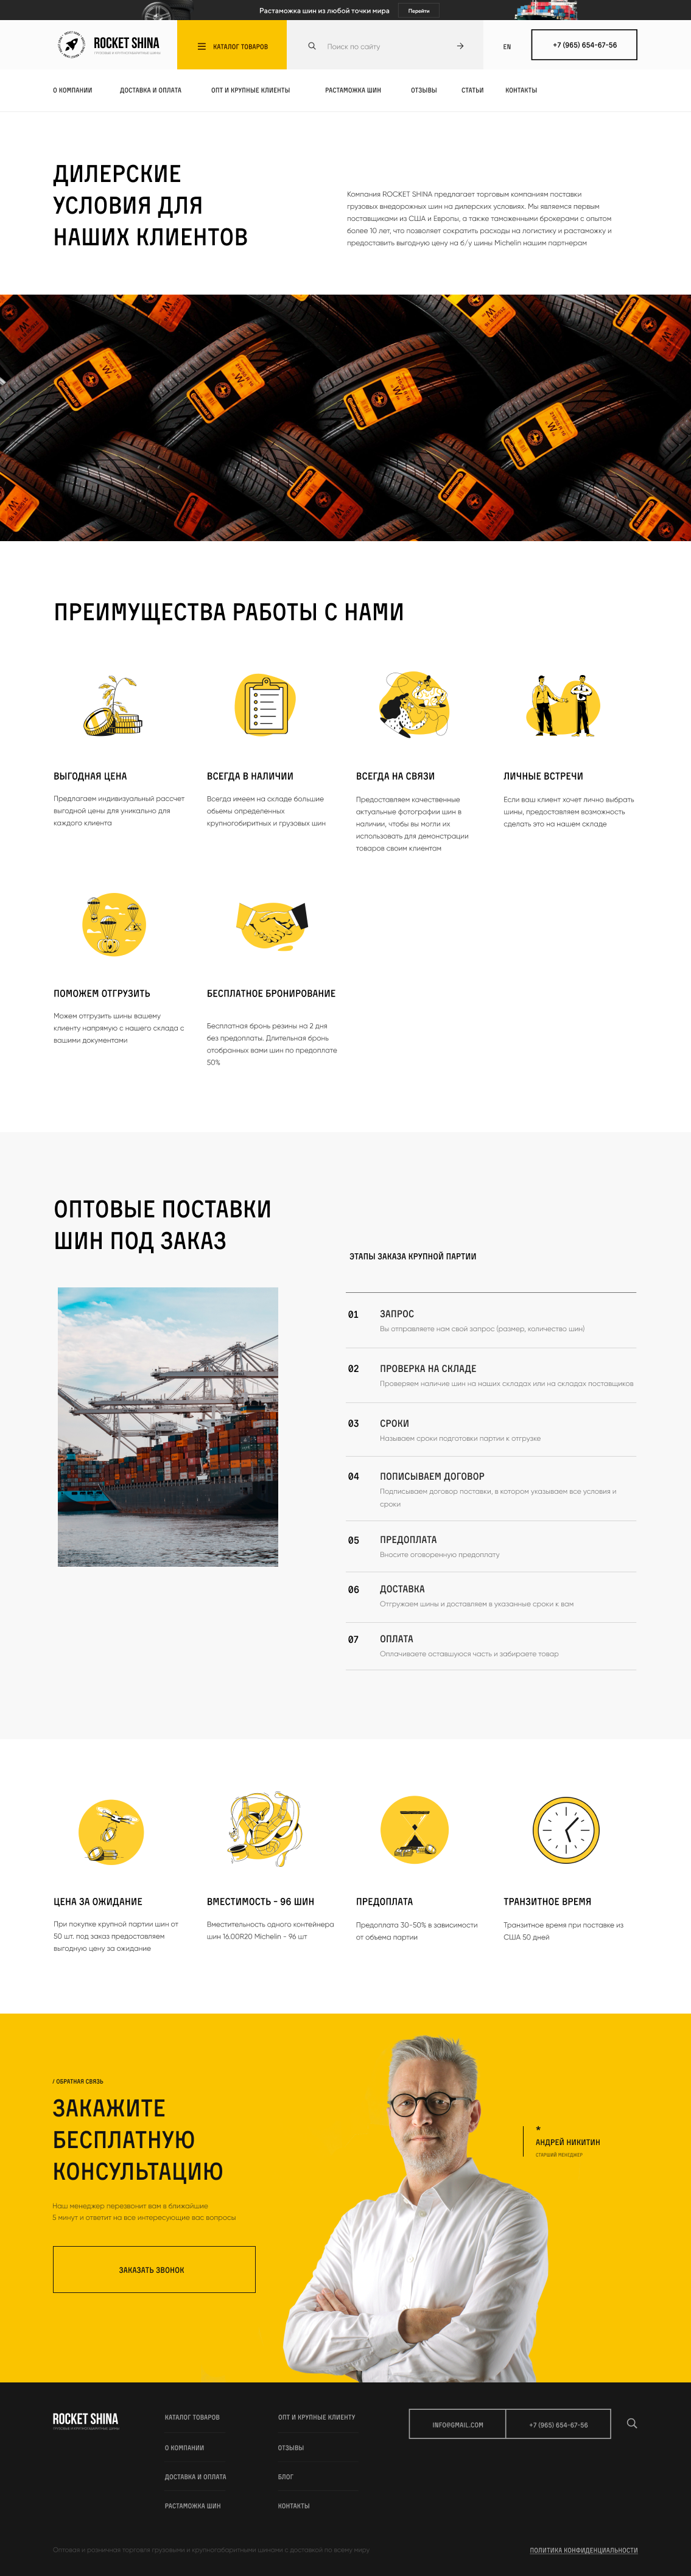 Растаможка шин из любой точки мира
Перейти
ROCKET SHINA
КАТАЛОГ ТОВАРОВ
Поиск по сайту
EN
+7 (965) 654-67-56
О КОМПАНИИ
ДОСТАВКА И ОПЛАТА
ОПТ И КРУПНЫЕ КЛИЕНТЫ
РАСТАМОЖКА ШИН
ОТЗЫВЫ
СТАТЬИ
КОНТАКТЫ
ДИЛЕРСКИЕ
УСЛОВИЯ ДЛЯ
НАШИХ КЛИЕНТОВ
Компания ROCKET SHINA предлагает торговым компаниям поставки
грузовых внедорожных шин на дилерских условиях. Мы являемся первым
поставщиками из США и Европы, а также таможенными брокерами с опытом
более 10 лет, что позволяет сократить расходы на логистику и растаможку и
предоставить выгодную цену на б/у шины Michelin нашим партнерам
ПРЕИМУЩЕСТВА РАБОТЫ С НАМИ
ВЫГОДНАЯ ЦЕНА
Предлагаем индивидуальный рассчет
выгодной цены для уникально для
каждого клиента
ВСЕГДА В НАЛИЧИИ
Всегда имеем на складе большие
обьемы определенных
крупногобиритных и грузовых шин
ВСЕГДА НА СВЯЗИ
Предоставляем качественные
актуальные фотографии шин в
наличии, чтобы вы могли их
использовать для демонстрации
товаров своим клиентам
ЛИЧНЫЕ ВСТРЕЧИ
Если ваш клиент хочет лично выбрать
шины, предоставляем возможность
сделать это на нашем складе
ПОМОЖЕМ ОТГРУЗИТЬ
Можем отгрузить шины вашему
клиенту напрямую с нашего склада с
вашими документами
БЕСПЛАТНОЕ БРОНИРОВАНИЕ
Бесплатная бронь резины на 2 дня
без предоплаты. Длительная бронь
отобранных вами шин по предоплате
50%
ОПТОВЫЕ ПОСТАВКИ
ШИН ПОД ЗАКАЗ
ЭТАПЫ ЗАКАЗА КРУПНОЙ ПАРТИИ
01 ЗАПРОС
Вы отправляете нам свой запрос (размер, количество шин)
02 ПРОВЕРКА НА СКЛАДЕ
Проверяем наличие шин на наших складах или на складах поставщиков
03 СРОКИ
Называем сроки подготовки партии к отгрузке
04 ПОПИСЫВАЕМ ДОГОВОР
Подписываем договор поставки, в котором указываем все условия и
сроки
05 ПРЕДОПЛАТА
Вносите оговоренную предоплату
06 ДОСТАВКА
Отгружаем шины и доставляем в указанные сроки к вам
07 ОПЛАТА
Оплачиваете оставшуюся часть и забираете товар
ЦЕНА ЗА ОЖИДАНИЕ
При покупке крупной партии шин от
50 шт. под заказ предоставляем
выгодную цену за ожидание
ВМЕСТИМОСТЬ - 96 ШИН
Вместительность одного контейнера
шин 16.00R20 Michelin - 96 шт
ПРЕДОПЛАТА
Предоплата 30-50% в зависимости
от объема партии
ТРАНЗИТНОЕ ВРЕМЯ
Транзитное время при поставке из
США 50 дней
/ ОБРАТНАЯ СВЯЗЬ
ЗАКАЖИТЕ
БЕСПЛАТНУЮ
КОНСУЛЬТАЦИЮ
Наш менеджер перезвонит вам в ближайшие
5 минут и ответит на все интересующие вас вопросы
ЗАКАЗАТЬ ЗВОНОК
*
АНДРЕЙ НИКИТИН
СТАРШИЙ МЕНЕДЖЕР
ROCKET SHINA
КАТАЛОГ ТОВАРОВ
О КОМПАНИИ
ДОСТАВКА И ОПЛАТА
РАСТАМОЖКА ШИН
ОПТ И КРУПНЫЕ КЛИЕНТУ
ОТЗЫВЫ
БЛОГ
КОНТАКТЫ
INFO@GMAIL.COM
+7 (965) 654-67-56
Оптовая и розничная торговля грузовыми и крупногабаритными шинами с доставкой по всему миру
ПОЛИТИКА КОНФИДЕНЦИАЛЬНОСТИ